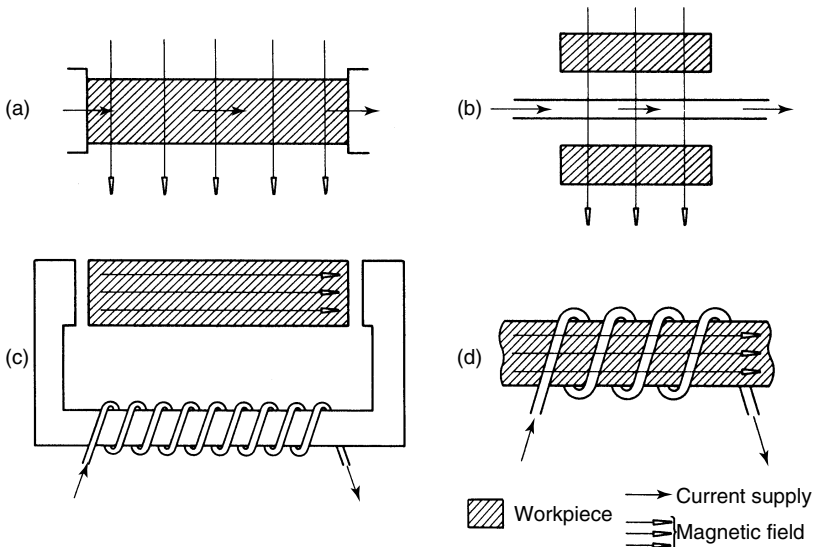 (a)
(b)
(c)
(d)
Workpiece
Current supply
Magnetic field